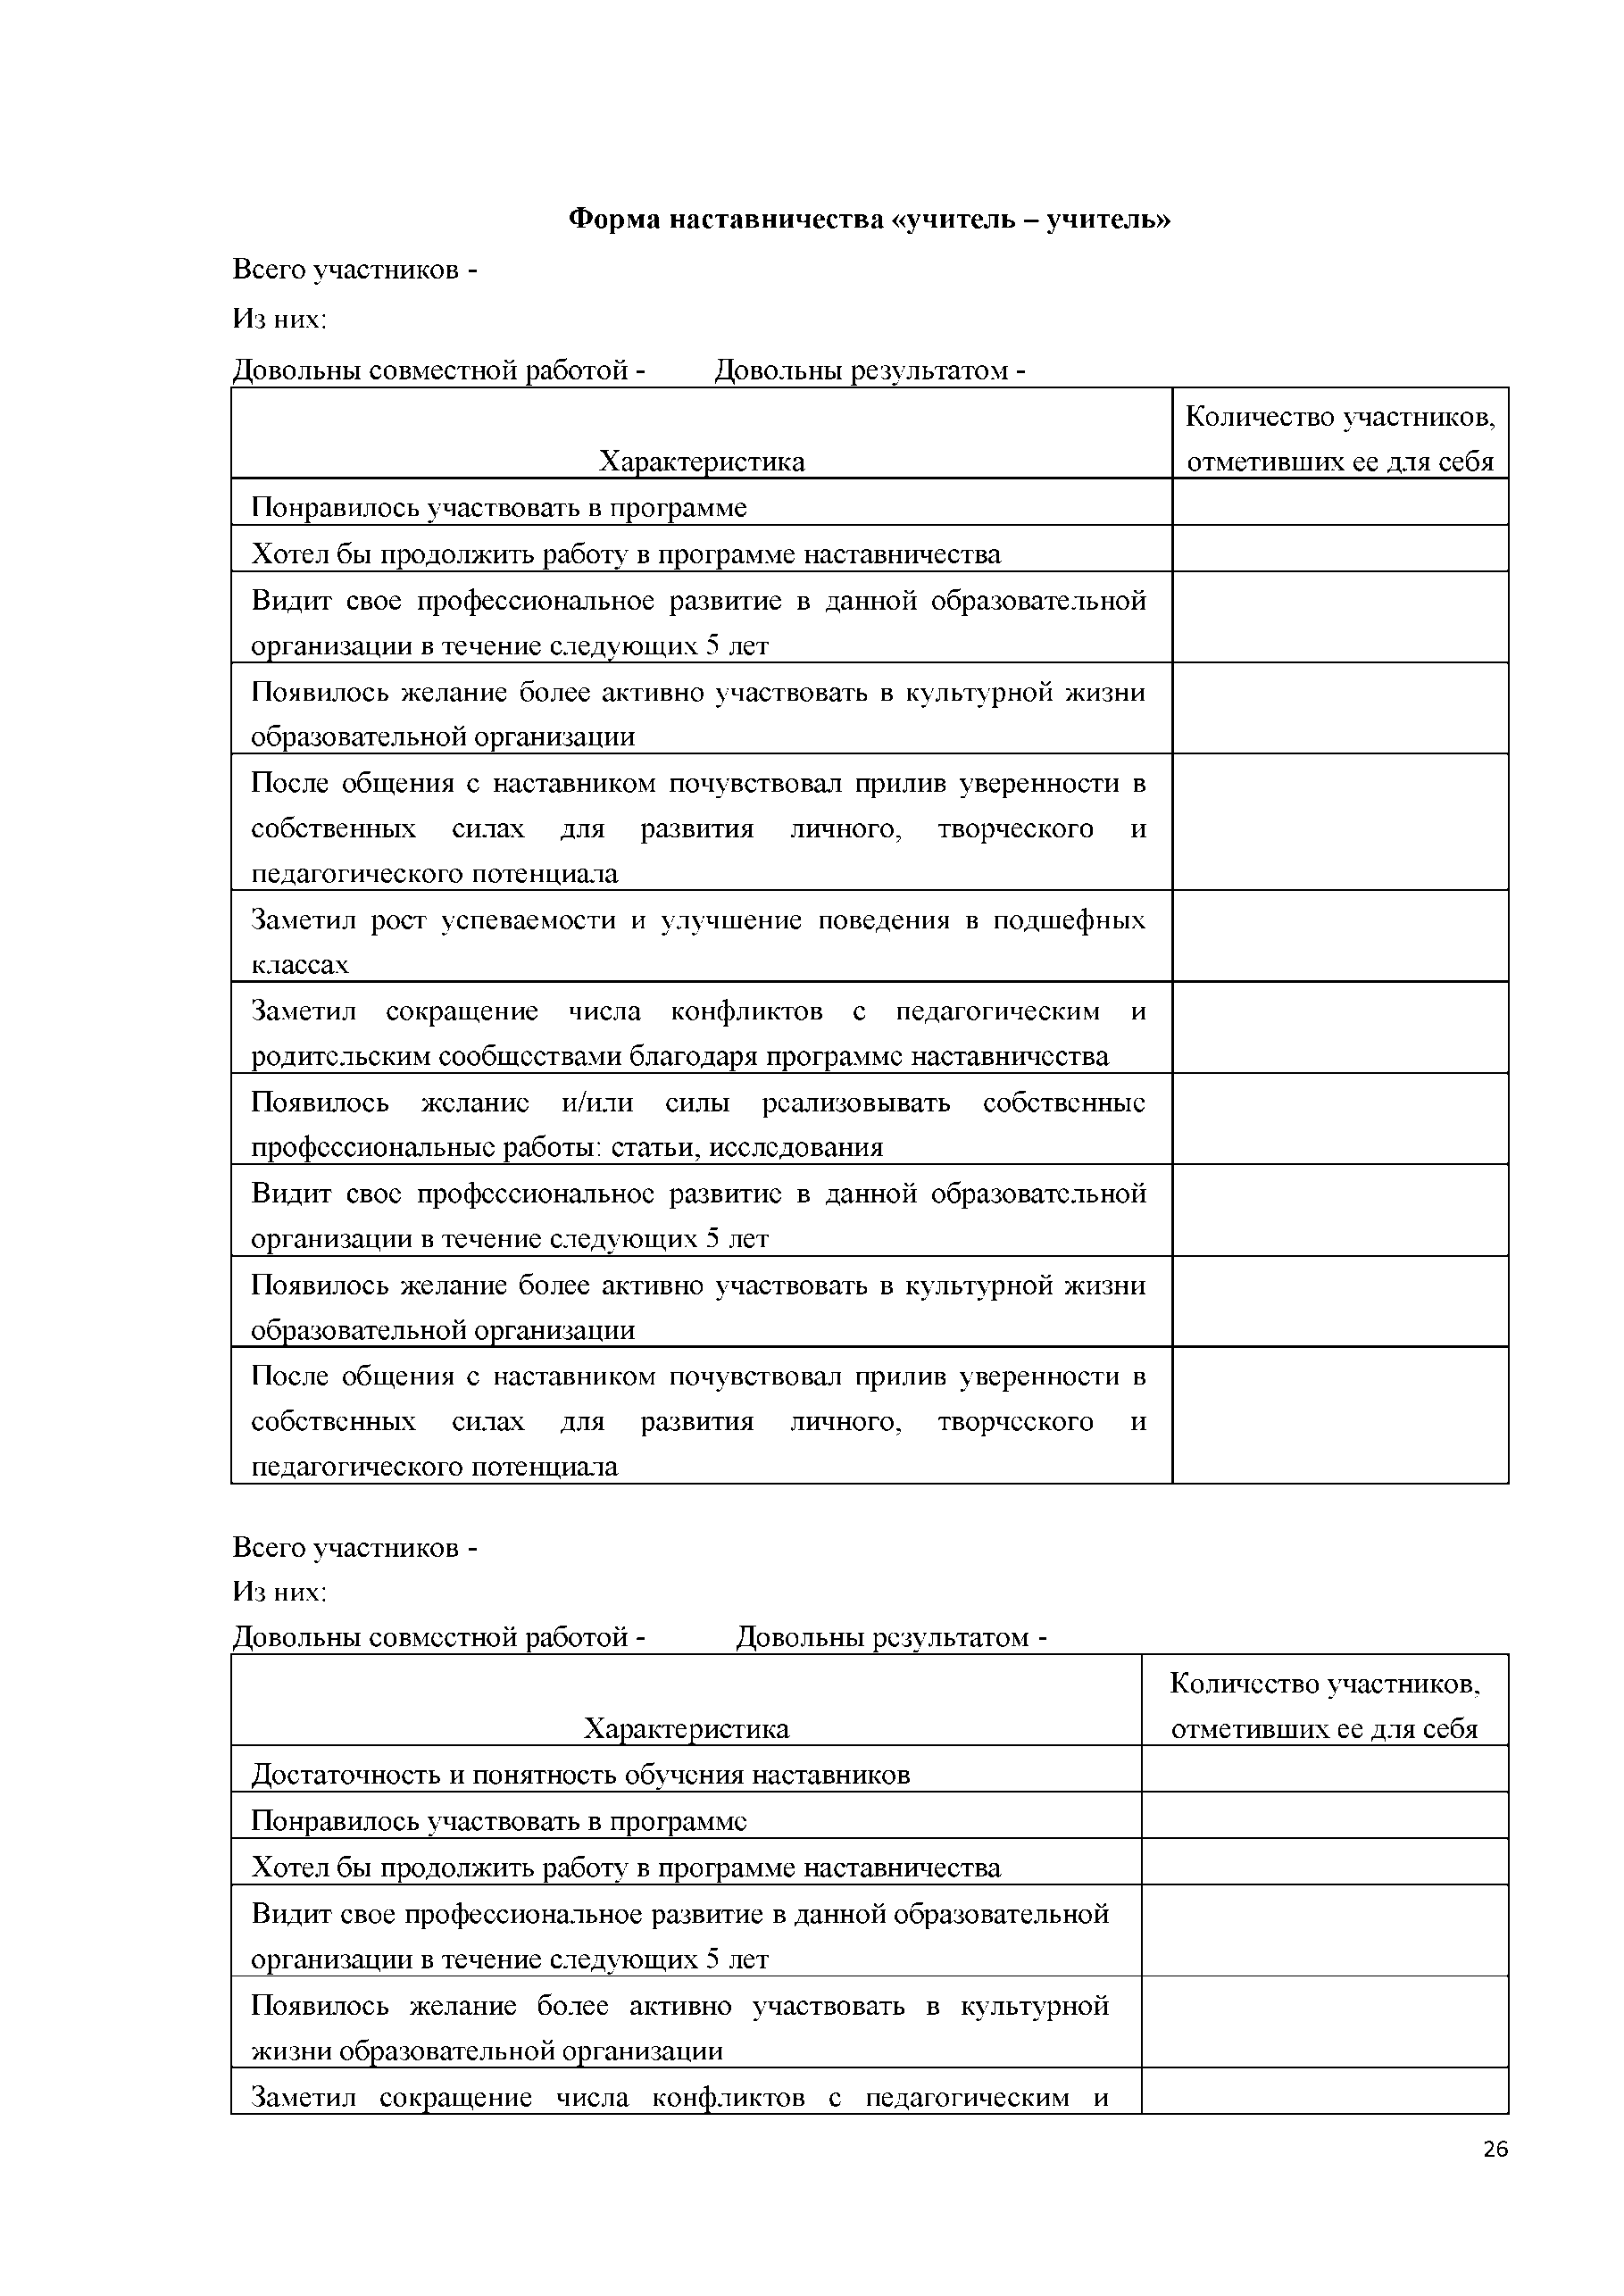 Форма наставничества «учитель – учитель»
Всего участников -
Из них:
Довольны совместной работой - Довольны результатом -
Количество участников,
Характеристика отметивших ее для себя
Понравилось участвовать в программе
Хотел бы продолжить работу в программе наставничества
Видит свое профессиональное развитие в данной образовательной
организации в течение следующих 5 лет
Появилось желание более активно участвовать в культурной жизни
образовательной организации
После общения с наставником почувствовал прилив уверенности в
собственных силах для развития личного, творческого и
педагогического потенциала
Заметил рост успеваемости и улучшение поведения в подшефных
классах
Заметил сокращение числа конфликтов с педагогическим и
родительским сообществами благодаря программе наставничества
Появилось желание и/или силы реализовывать собственные
профессиональные работы: статьи, исследования
Видит свое профессиональное развитие в данной образовательной
организации в течение следующих 5 лет
Появилось желание более активно участвовать в культурной жизни
образовательной организации
После общения с наставником почувствовал прилив уверенности в
собственных силах для развития личного, творческого и
педагогического потенциала
Всего участников -
Из них:
Довольны совместной работой - Довольны результатом -
Количество участников,
Характеристика отметивших ее для себя
Достаточность и понятность обучения наставников
Понравилось участвовать в программе
Хотел бы продолжить работу в программе наставничества
Видит свое профессиональное развитие в данной образовательной
организации в течение следующих 5 лет
Появилось желание более активно участвовать в культурной
жизни образовательной организации
Заметил сокращение числа конфликтов с педагогическим и
26